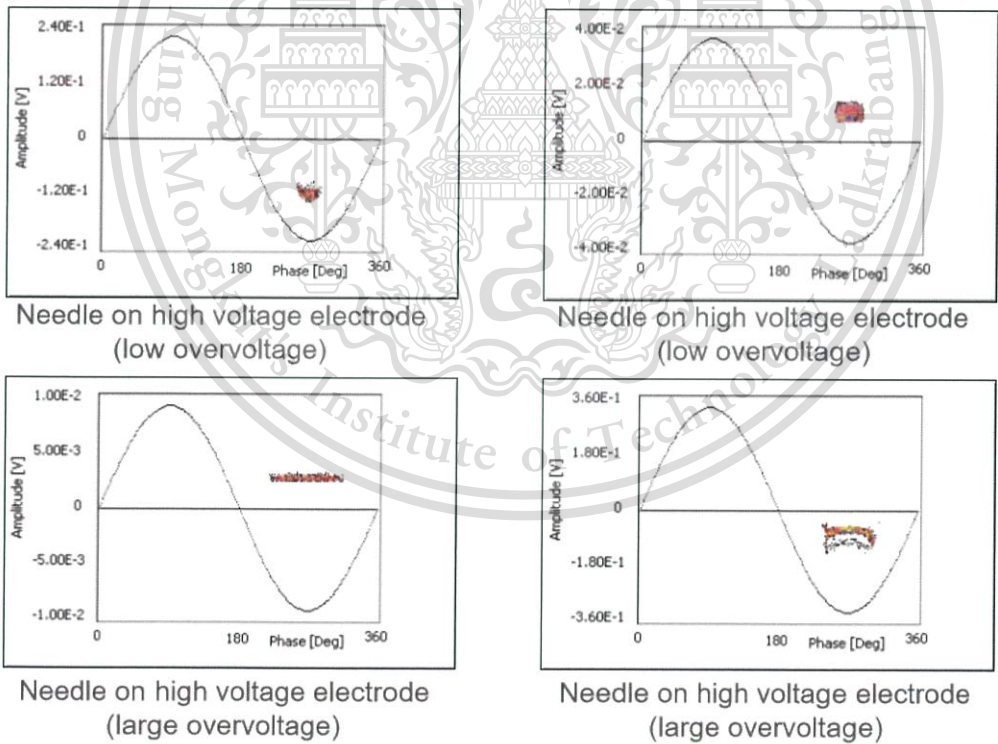 2.40E-1
1.20E-1
0
-1.20E-1
-2.40E-1
Amplitude [V]
0 180 Phase [Deg] 360
Needle on high voltage electrode
(low overvoltage)
4.00E-2
2.00E-2
0
-2.00E-2
-4.00E-2
Amplitude [V]
0 180 Phase [Deg] 360
Needle on high voltage electrode
(low overvoltage)
1.00E-2
5.00E-3
0
-5.00E-3
-1.00E-2
Amplitude [V]
0 180 Phase [Deg] 360
Needle on high voltage electrode
(large overvoltage)
3.60E-1
1.80E-1
0
-1.80E-1
-3.60E-1
Amplitude [V]
0 180 Phase [Deg] 360
Needle on high voltage electrode
(large overvoltage)
King Mongkut's Institute of Technology Ladkrabang